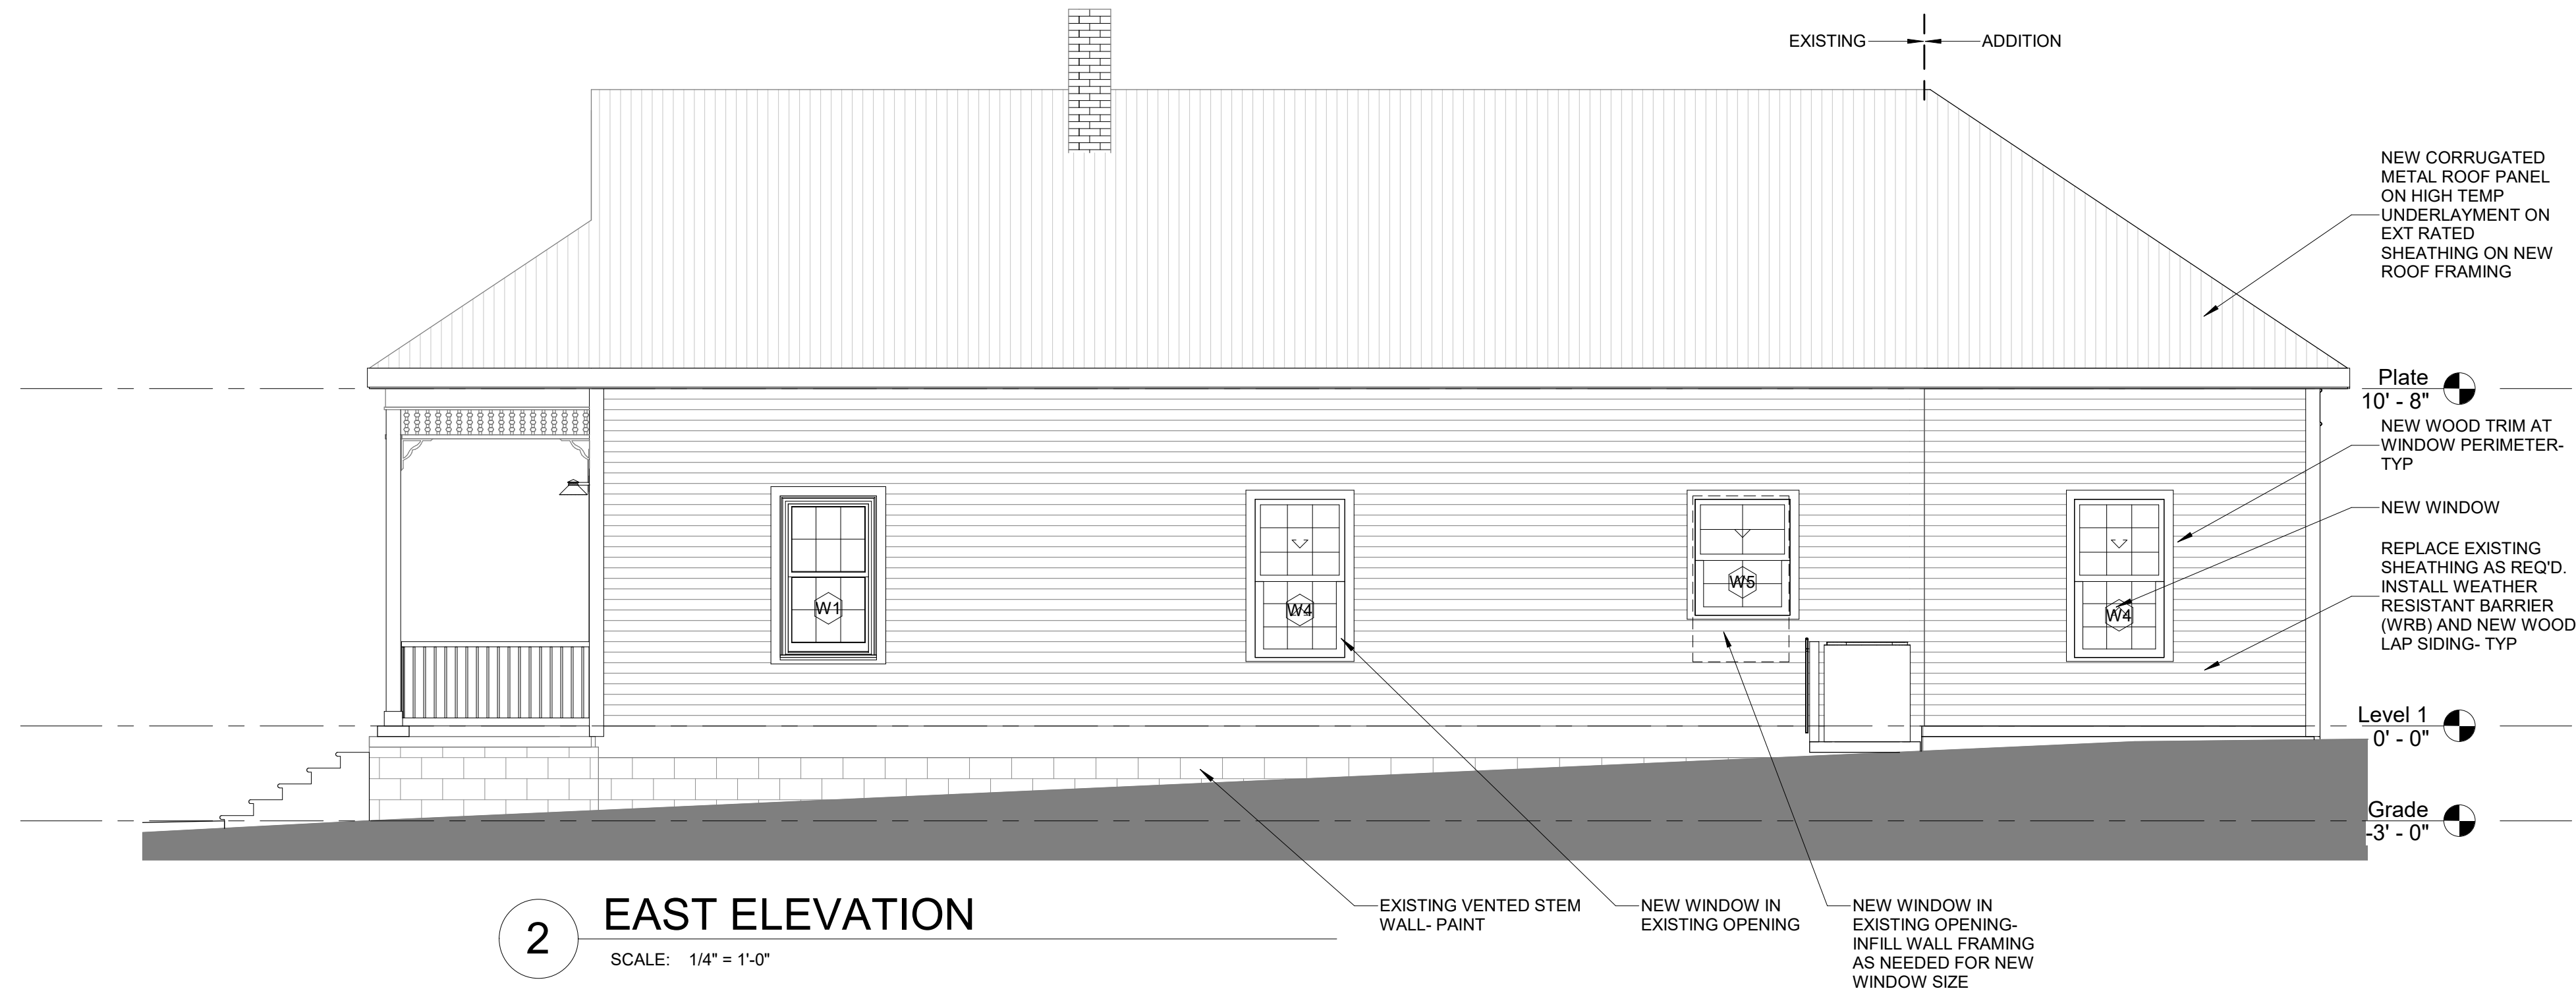 EXISTING
ADDITION
NEW CORRUGATED
METAL ROOF PANEL
ON HIGH TEMP
UNDERLAYMENT ON
EXT RATED
SHEATHING ON NEW
ROOF FRAMING
Plate
10' - 8"
NEW WOOD TRIM AT
WINDOW PERIMETER-
TYP
NEW WINDOW
REPLACE EXISTING
SHEATHING AS REQ'D.
INSTALL WEATHER
RESISTANT BARRIER
(WRB) AND NEW WOOD
LAP SIDING- TYP
W1
W4
W5
W4
Level 1
0' - 0"
Grade
-3' - 0"
EXISTING VENTED STEM
WALL- PAINT
NEW WINDOW IN
EXISTING OPENING
NEW WINDOW IN
EXISTING OPENING-
INFILL WALL FRAMING
AS NEEDED FOR NEW
WINDOW SIZE
2
EAST ELEVATION
SCALE: 1/4" = 1'-0"